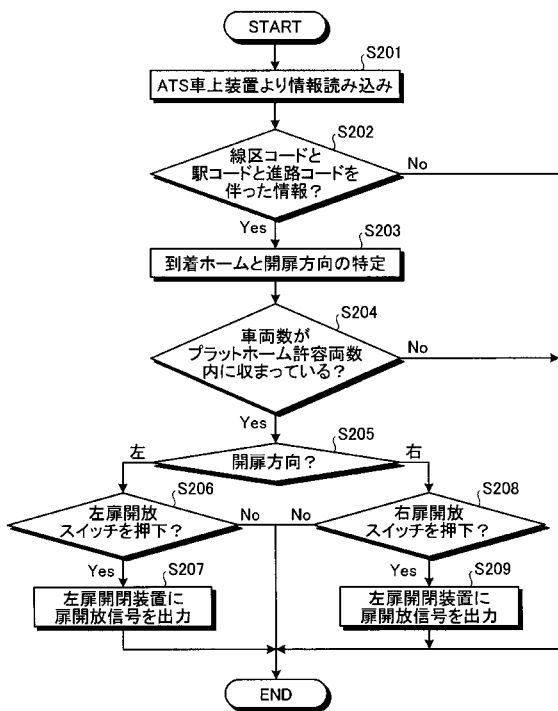 START
S201
ATS車上装置より情報読み込み
S202
線区コードと
駅コードと進路コードを
伴った情報？
No
Yes
S203
到着ホームと開扉方向の特定
S204
車両数が
プラットホーム許容両数
内に収まっている？
No
Yes
S205
開扉方向？
左
右
S206
左扉開放
スイッチを押下？
No
Yes
S208
右扉開放
スイッチを押下？
No
Yes
S207
左扉開閉装置に
扉開放信号を出力
S209
左扉開閉装置に
扉開放信号を出力
END